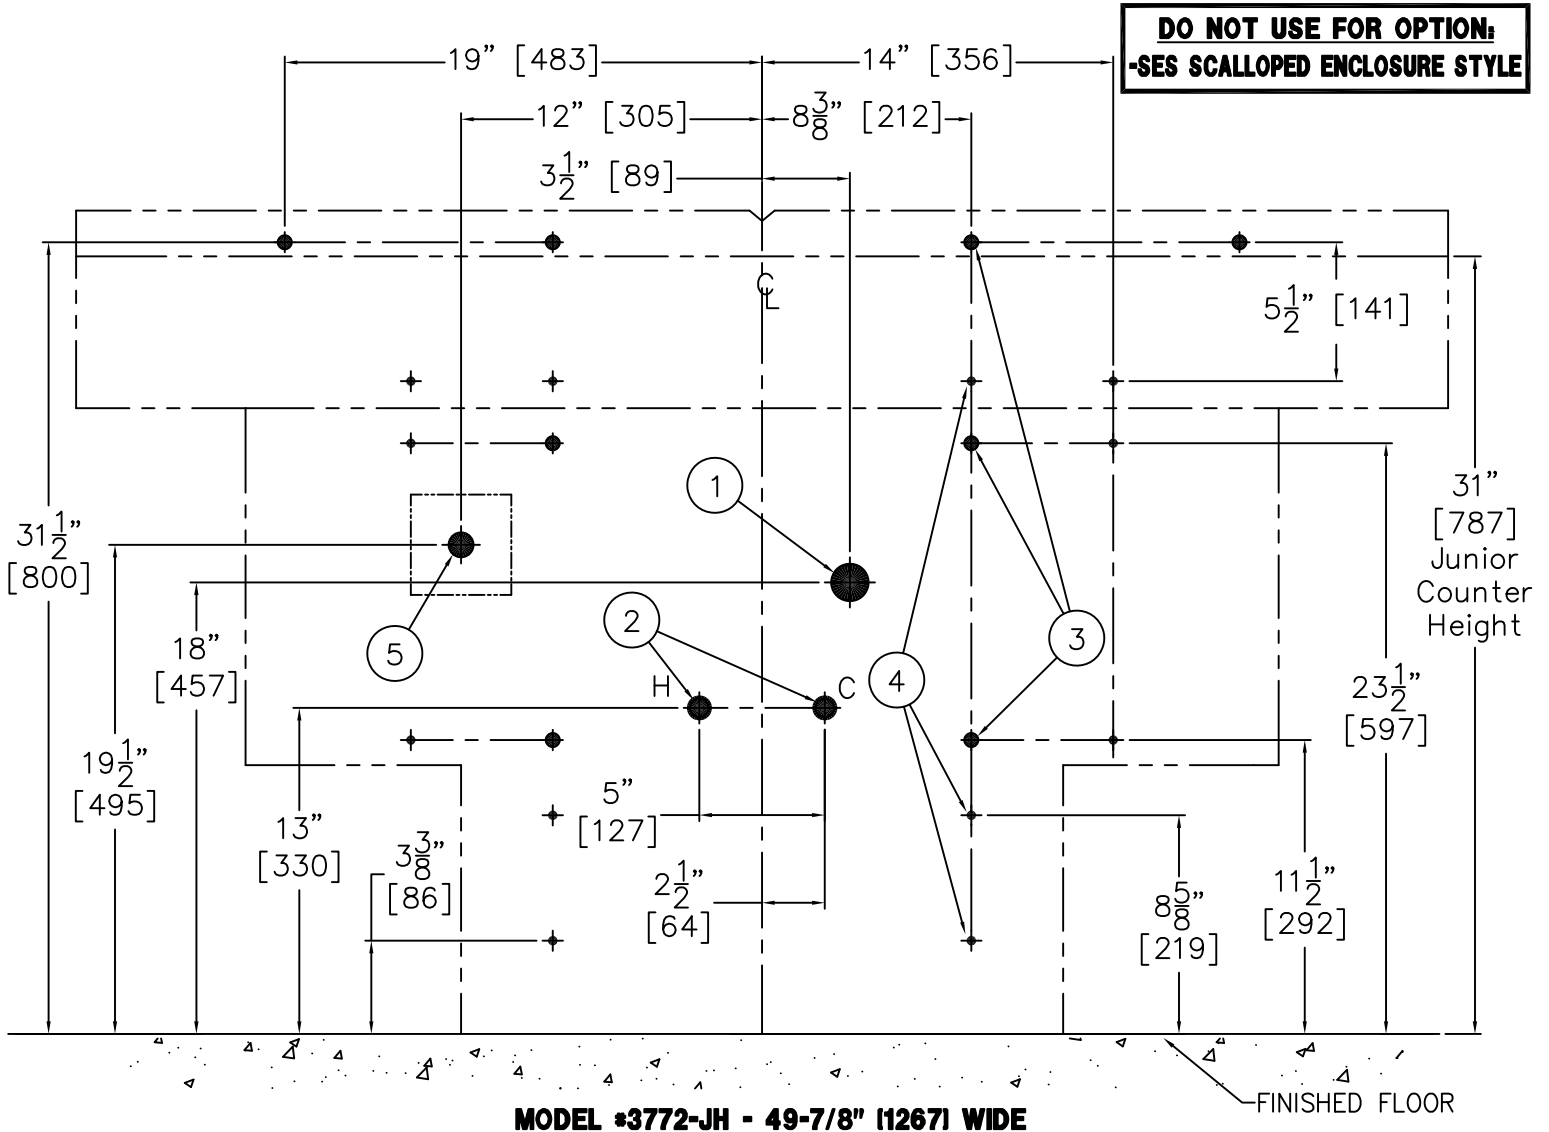 DO NOT USE FOR OPTION:
-SES SCALLOPED ENCLOSURE STYLE
19" [483]
14" [356]
12" [305]
8 3/8" [212]
3 1/2" [89]
CL
5 1/2" [141]
1
31"
[787]
Junior
Counter
Height
31 1/2"
[800]
2
3
5
18"
[457]
4
H
C
23 1/2"
[597]
19 1/2"
[495]
5"
[127]
13"
[330]
3 3/8"
[86]
2 1/2"
[64]
11 1/2"
[292]
8 5/8"
[219]
FINISHED FLOOR
MODEL #3772-JH - 49-7/8" [1267] WIDE